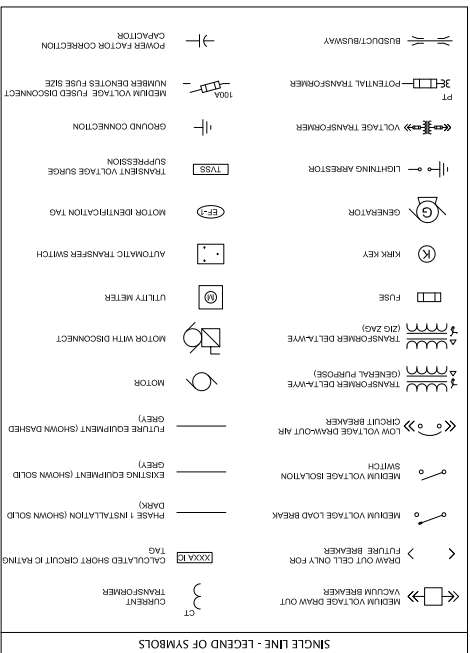 SINGLE LINE - LEGEND OF SYMBOLS
MEDIUM VOLTAGE DRAW OUT
VACUUM BREAKER
DRAW OUT CELL ONLY FOR
FUTURE BREAKER
MEDIUM VOLTAGE LOAD BREAK
MEDIUM VOLTAGE ISOLATION
SWITCH
LOW VOLTAGE DRAW-OUT AIR
CIRCUIT BREAKER
TRANSFORMER DELTA-WYE
(GENERAL PURPOSE)
TRANSFORMER DELTA-WYE
(ZIG ZAG)
FUSE
K
KIRK KEY
G
GENERATOR
LIGHTNING ARRESTOR
VOLTAGE TRANSFORMER
PT
POTENTIAL TRANSFORMER
BUSDUCT/BUSWAY
CT
CURRENT
TRANSFORMER
XXXA IC
CALCULATED SHORT CIRCUIT IC RATING
TAG
PHASE 1 INSTALLATION (SHOWN SOLID
DARK)
EXISTING EQUIPMENT (SHOWN SOLID
GREY)
FUTURE EQUIPMENT (SHOWN DASHED
GREY)
MOTOR
MOTOR WITH DISCONNECT
M
UTILITY METER
AUTOMATIC TRANSFER SWITCH
EF-1
MOTOR IDENTIFICATION TAG
TVSS
TRANSIENT VOLTAGE SURGE
SUPPRESSION
GROUND CONNECTION
100A
MEDIUM VOLTAGE FUSED DISCONNECT
NUMBER DENOTES FUSE SIZE
POWER FACTOR CORRECTION
CAPACITOR